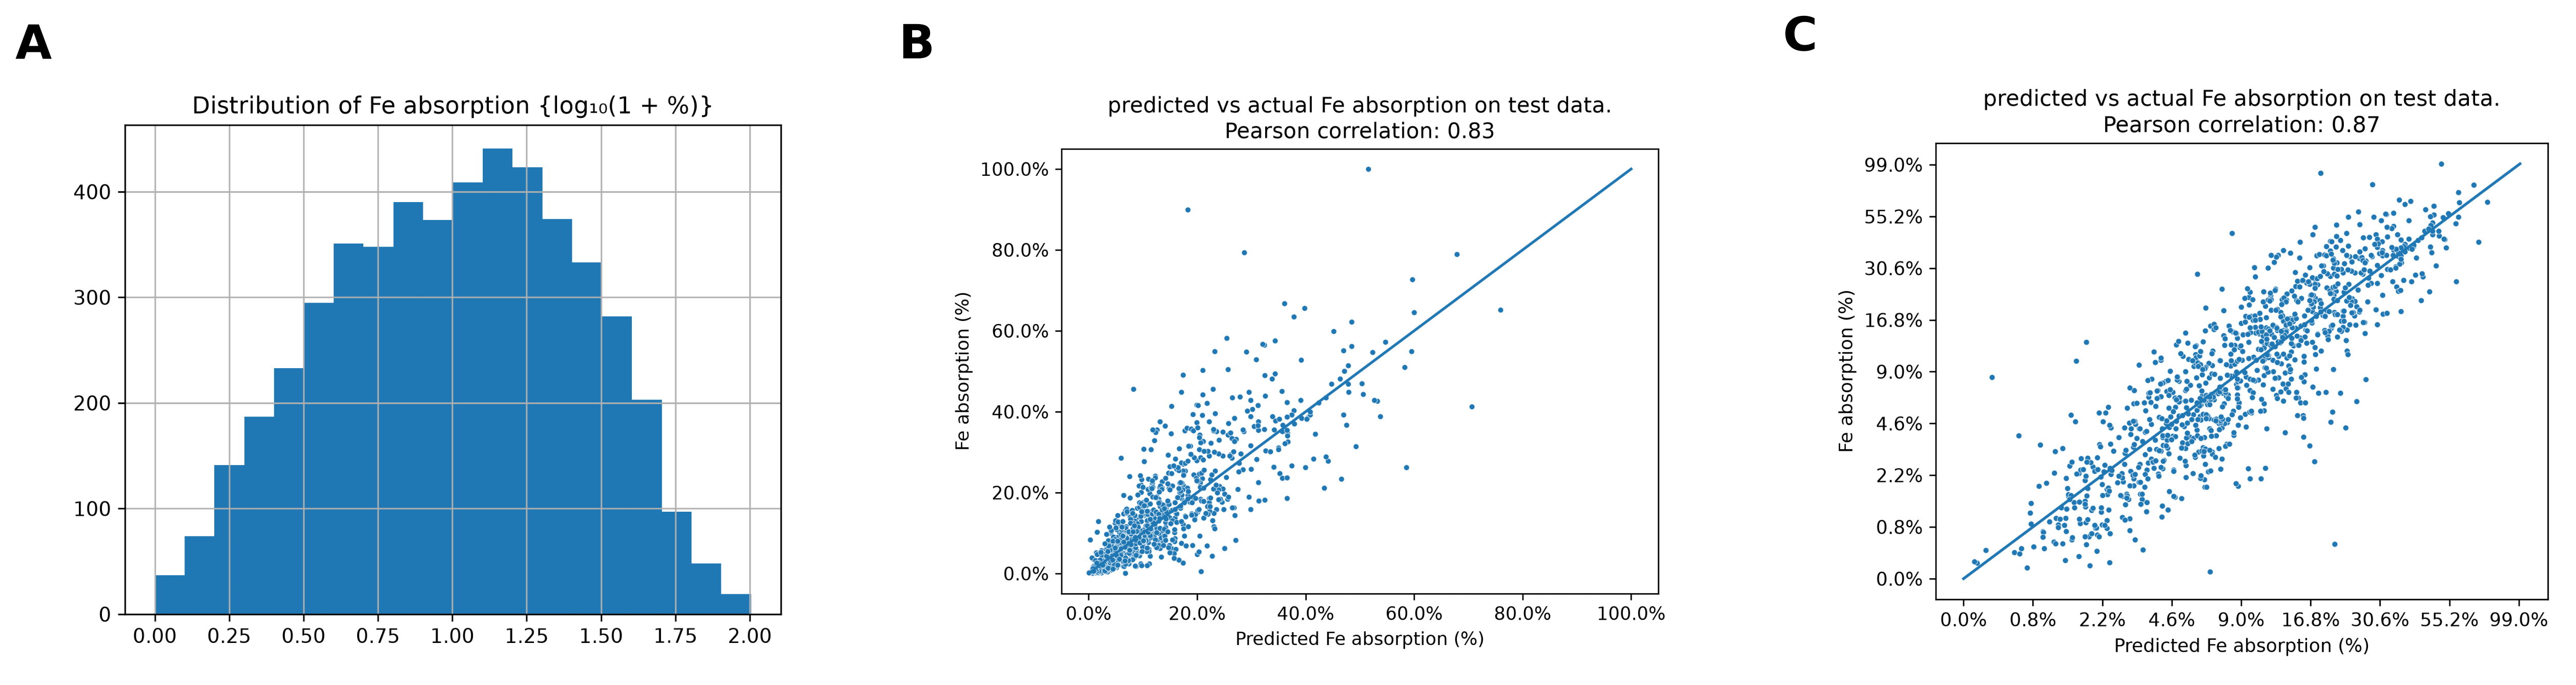 A
Distribution of Fe absorption {log₁₀(1 + %)}
400
300
200
100
0
0.00 0.25 0.50 0.75 1.00 1.25 1.50 1.75 2.00
B
predicted vs actual Fe absorption on test data.
Pearson correlation: 0.83
Fe absorption (%)
100.0%
80.0%
60.0%
40.0%
20.0%
0.0%
0.0% 20.0% 40.0% 60.0% 80.0% 100.0%
Predicted Fe absorption (%)
C
predicted vs actual Fe absorption on test data.
Pearson correlation: 0.87
Fe absorption (%)
99.0%
55.2%
30.6%
16.8%
9.0%
4.6%
2.2%
0.8%
0.0%
0.0% 0.8% 2.2% 4.6% 9.0% 16.8% 30.6% 55.2% 99.0%
Predicted Fe absorption (%)